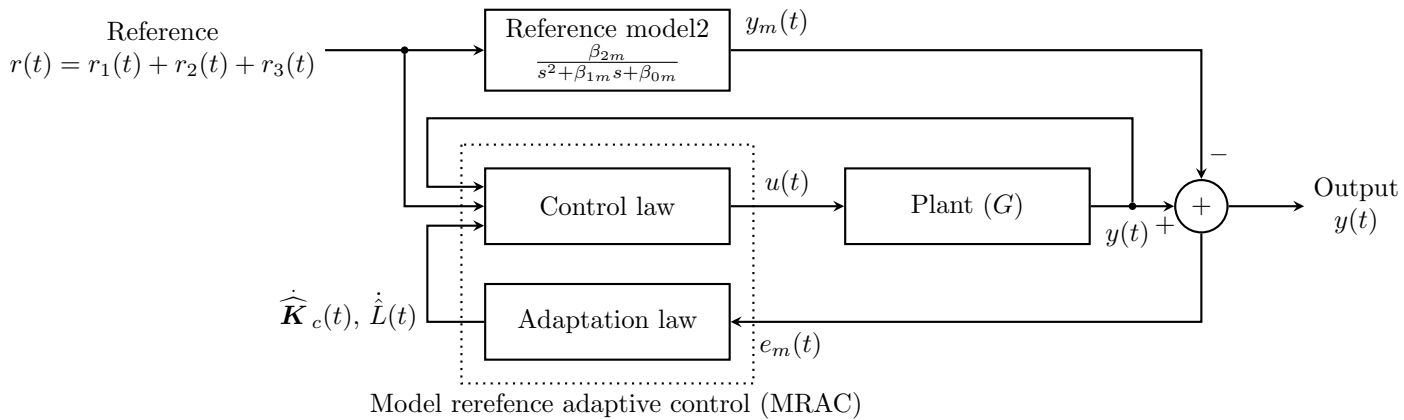 Reference
r(t) = r₁(t) + r₂(t) + r₃(t)
Reference model2
β₂ₘ / (s² + β₁ₘs + β₀ₘ)
yₘ(t)
−
Control law
u(t)
Plant (G)
y(t)
+
+
Output
y(t)
K̂̇ c(t), L̂̇(t)
Adaptation law
eₘ(t)
Model rerefence adaptive control (MRAC)